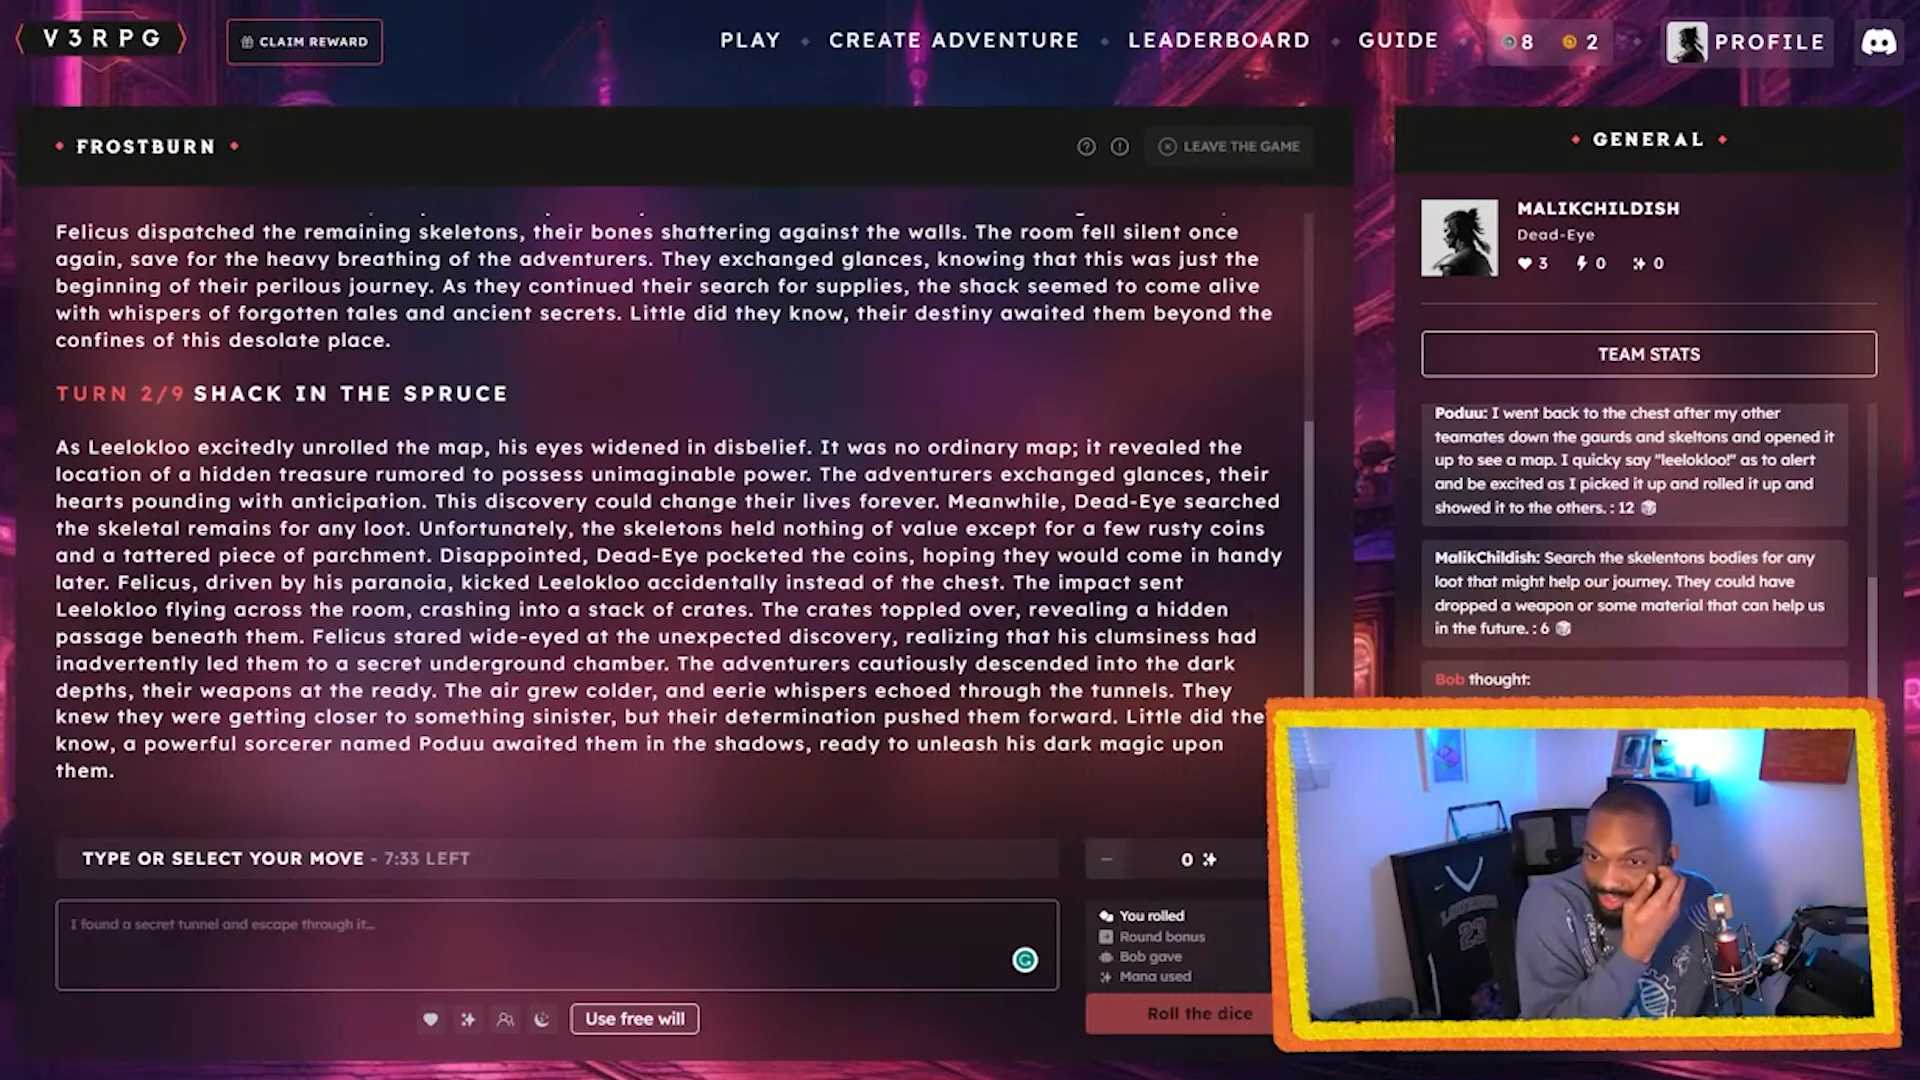 V3RPG
CLAIM REWARD
PLAY
CREATE ADVENTURE
LEADERBOARD
GUIDE
8
2
PROFILE
FROSTBURN
LEAVE THE GAME
Felicus dispatched the remaining skeletons, their bones shattering against the walls. The room fell silent once
again, save for the heavy breathing of the adventurers. They exchanged glances, knowing that this was just the
beginning of their perilous journey. As they continued their search for supplies, the shack seemed to come alive
with whispers of forgotten tales and ancient secrets. Little did they know, their destiny awaited them beyond the
confines of this desolate place.
TURN 2/9 SHACK IN THE SPRUCE
As Leelokloo excitedly unrolled the map, his eyes widened in disbelief. It was no ordinary map; it revealed the
location of a hidden treasure rumored to possess unimaginable power. The adventurers exchanged glances, their
hearts pounding with anticipation. This discovery could change their lives forever. Meanwhile, Dead-Eye searched
the skeletal remains for any loot. Unfortunately, the skeletons held nothing of value except for a few rusty coins
and a tattered piece of parchment. Disappointed, Dead-Eye pocketed the coins, hoping they would come in handy
later. Felicus, driven by his paranoia, kicked Leelokloo accidentally instead of the chest. The impact sent
Leelokloo flying across the room, crashing into a stack of crates. The crates toppled over, revealing a hidden
passage beneath them. Felicus stared wide-eyed at the unexpected discovery, realizing that his clumsiness had
inadvertently led them to a secret underground chamber. The adventurers cautiously descended into the dark
depths, their weapons at the ready. The air grew colder, and eerie whispers echoed through the tunnels. They
knew they were getting closer to something sinister, but their determination pushed them forward. Little did the
know, a powerful sorcerer named Poduu awaited them in the shadows, ready to unleash his dark magic upon
them.
TYPE OR SELECT YOUR MOVE - 7:33 LEFT
I found a secret tunnel and escape through it...
Use free will
0
You rolled
Round bonus
Bob gave
Mana used
Roll the dice
GENERAL
MALIKCHILDISH
Dead-Eye
3 0 0
TEAM STATS
Poduu: I went back to the chest after my other
teamates down the gaurds and skeltons and opened it
up to see a map. I quicky say "leelokloo!" as to alert
and be excited as I picked it up and rolled it up and
showed it to the others. : 12
MalikChildish: Search the skelentons bodies for any
loot that might help our journey. They could have
dropped a weapon or some material that can help us
in the future. : 6
Bob thought:
23